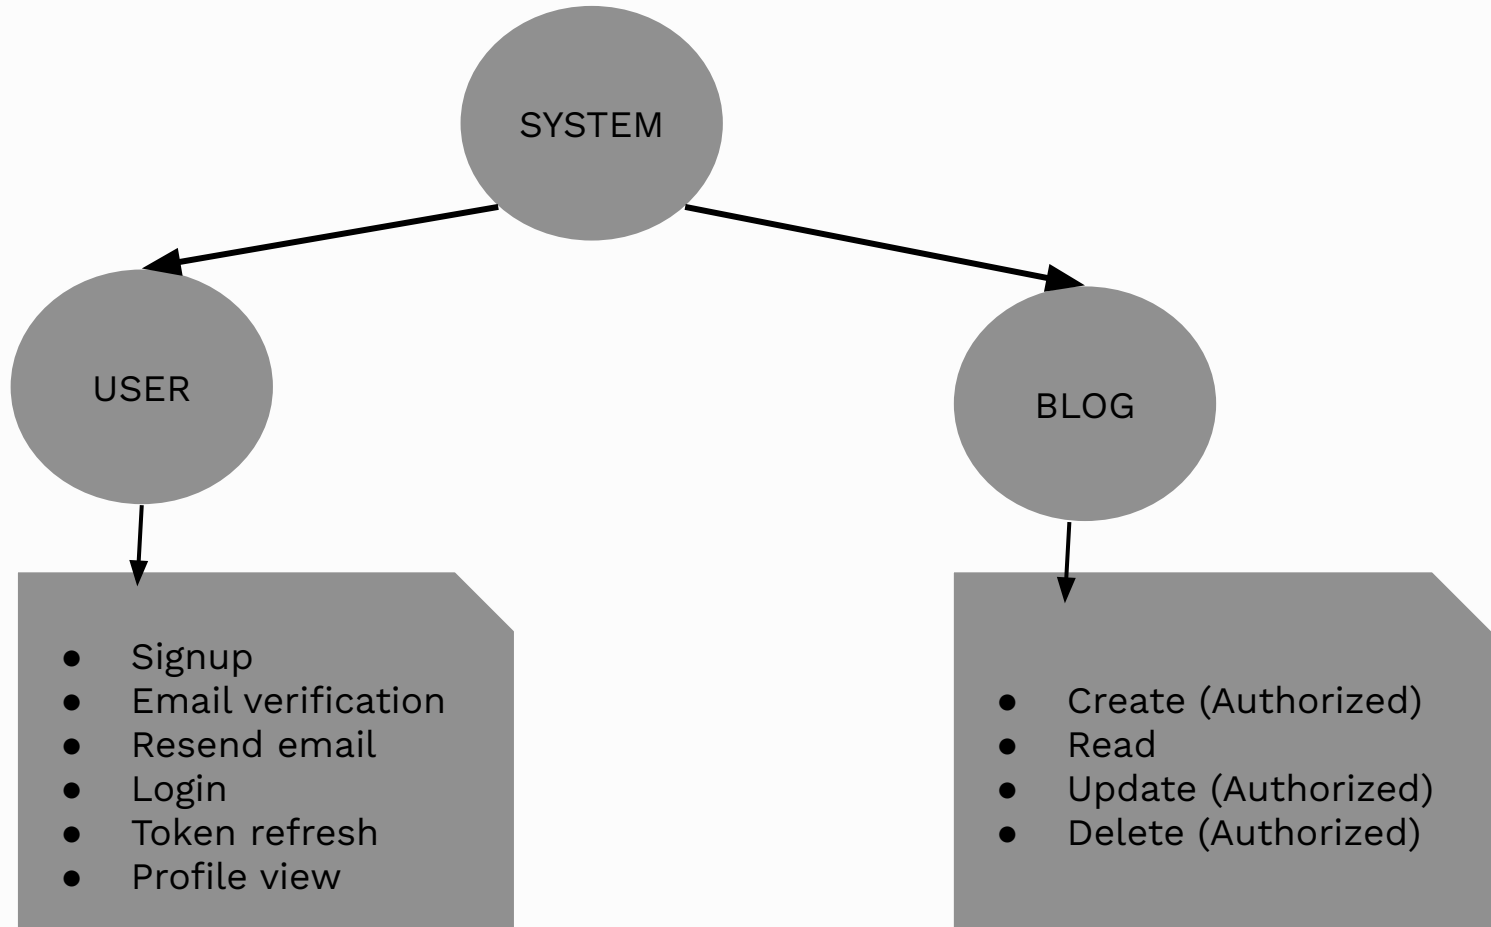 SYSTEM
USER
BLOG
● Signup
● Email verification
● Resend email
● Login
● Token refresh
● Profile view
● Create (Authorized)
● Read
● Update (Authorized)
● Delete (Authorized)